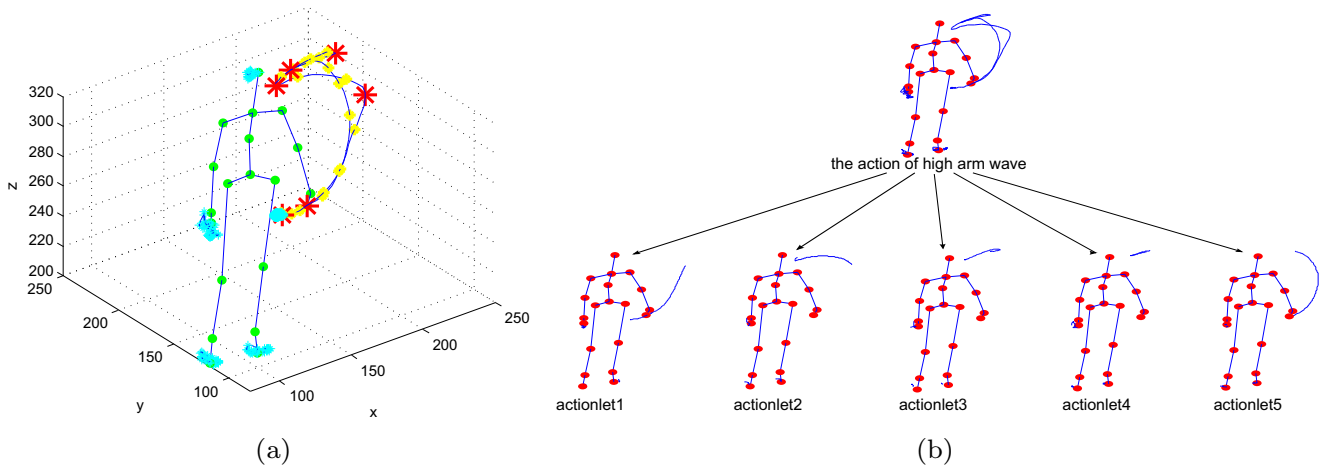 320
300
280
260
240
220
200
z
250
200
150
100
y
100
150
200
250
x
(a)
the action of high arm wave
actionlet1 actionlet2 actionlet3 actionlet4 actionlet5
(b)